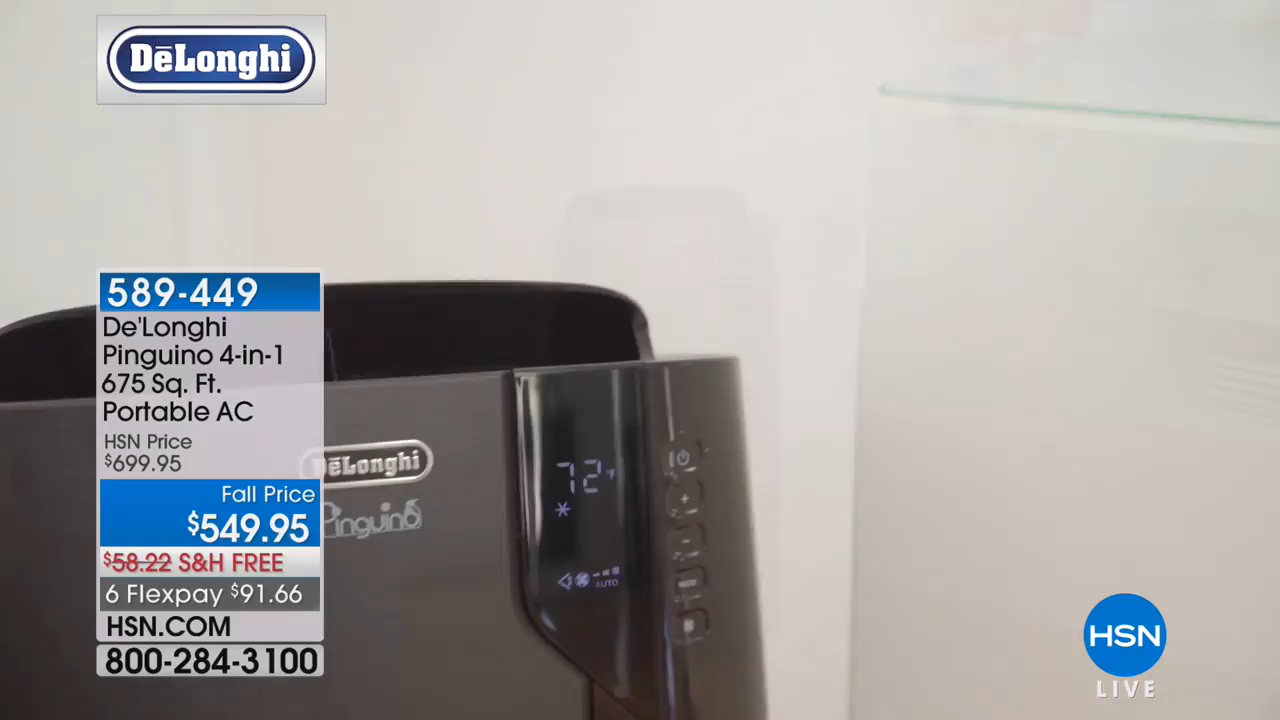 DēLonghi
589-449
De'Longhi
Pinguino 4-in-1
675 Sq. Ft.
Portable AC
HSN Price
$699.95
Fall Price
$549.95
$58.22 S&H FREE
6 Flexpay $91.66
HSN.COM
800-284-3100
DēLonghi
Pinguino
72 °F
AUTO
+
-
MODE
HSN
LIVE